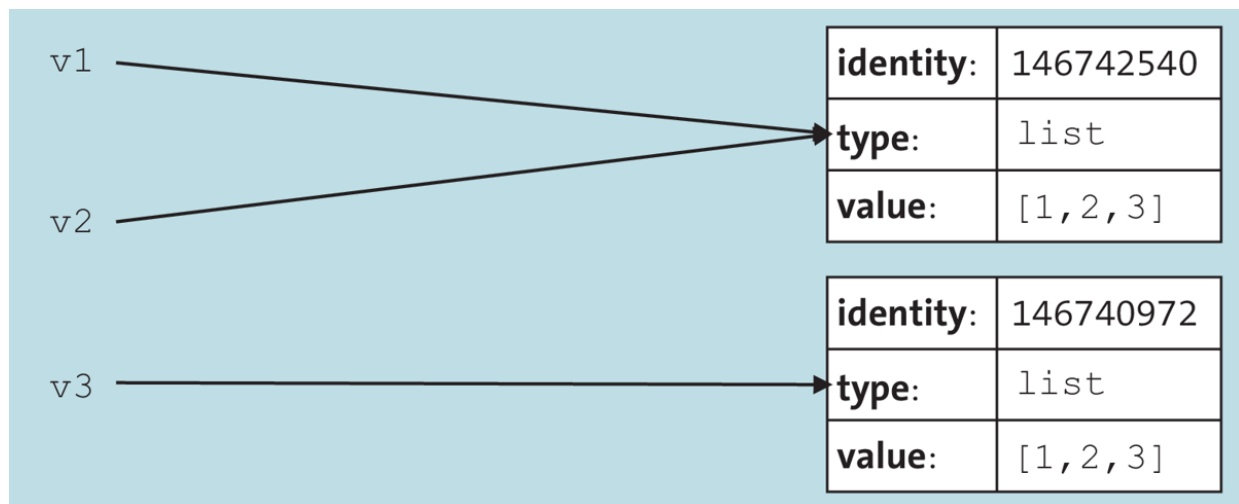 v1
identity: 146742540
type: list
value: [1,2,3]
v2
identity: 146740972
v3
type: list
value: [1,2,3]